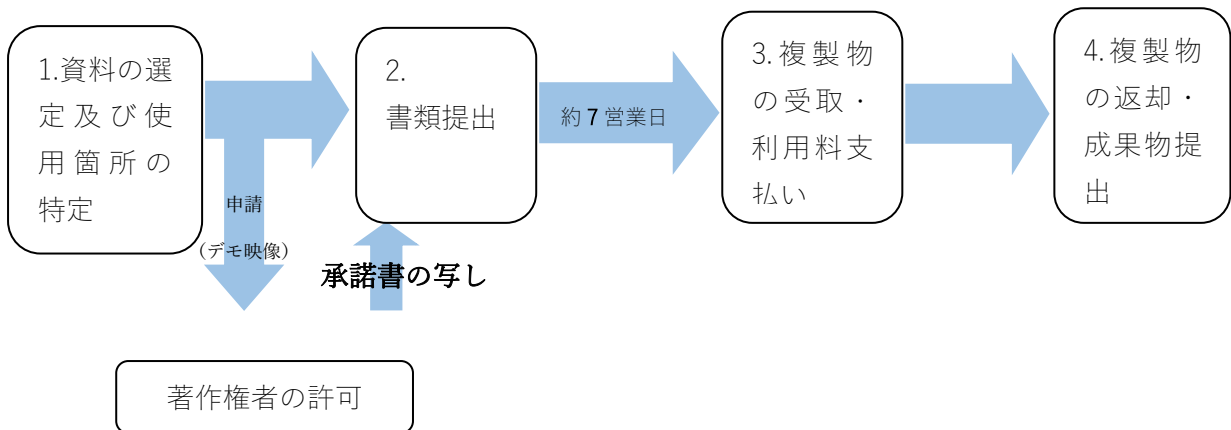 1.資料の選
定及び使
用箇所の
特定
申請
（デモ映像）
2.
書類提出
承諾書の写し
約7営業日
3.複製物
の受取・
利用料支
払い
4.複製物
の返却・
成果物提
出
著作権者の許可